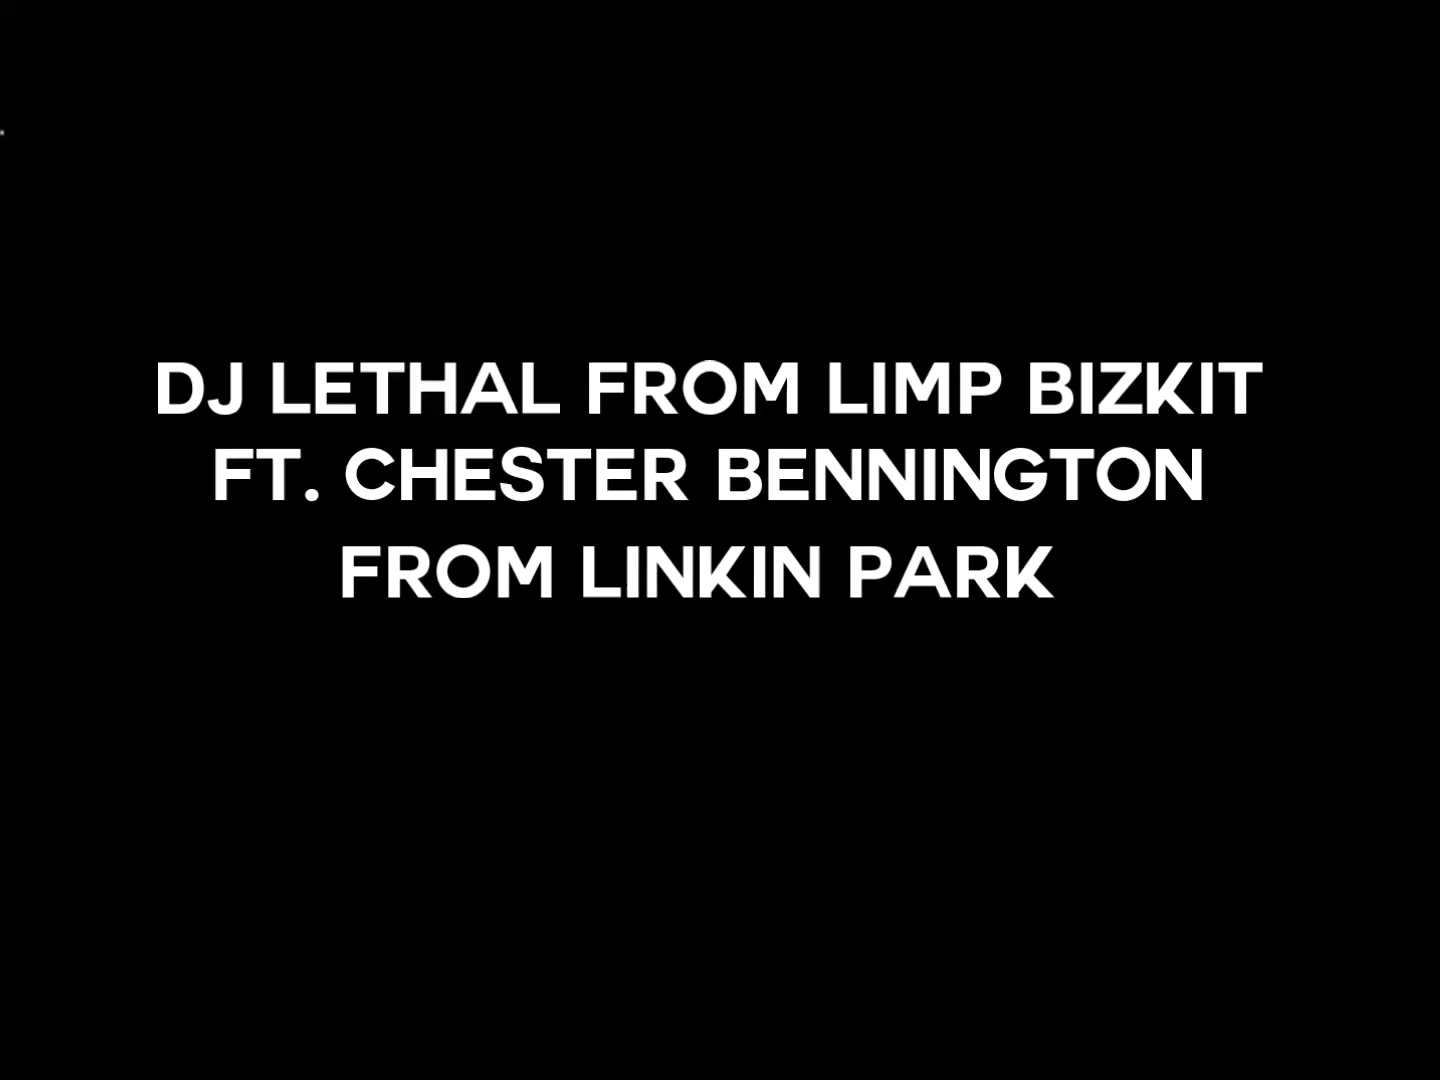 DJ LETHAL FROM LIMP BIZKIT
FT. CHESTER BENNINGTON
FROM LINKIN PARK